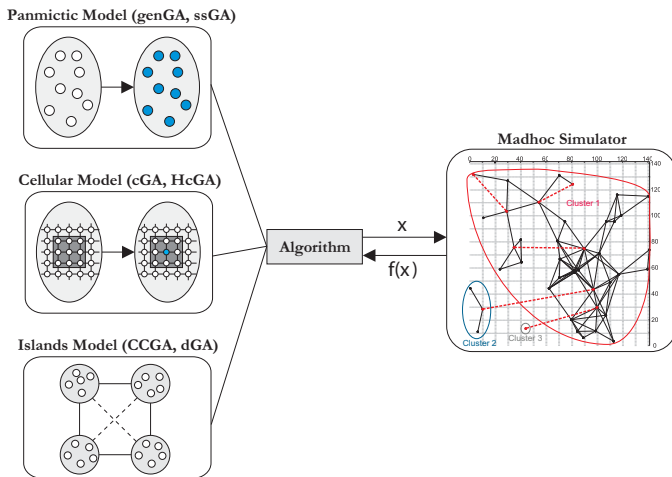 Panmictic Model (genGA, ssGA)
Cellular Model (cGA, HcGA)
Islands Model (CCGA, dGA)
Algorithm
x
f(x)
Madhoc Simulator
0 20 40 60 80 100 120 140
140
120
100
80
60
40
20
0
Cluster 1
Cluster 2
Cluster 3